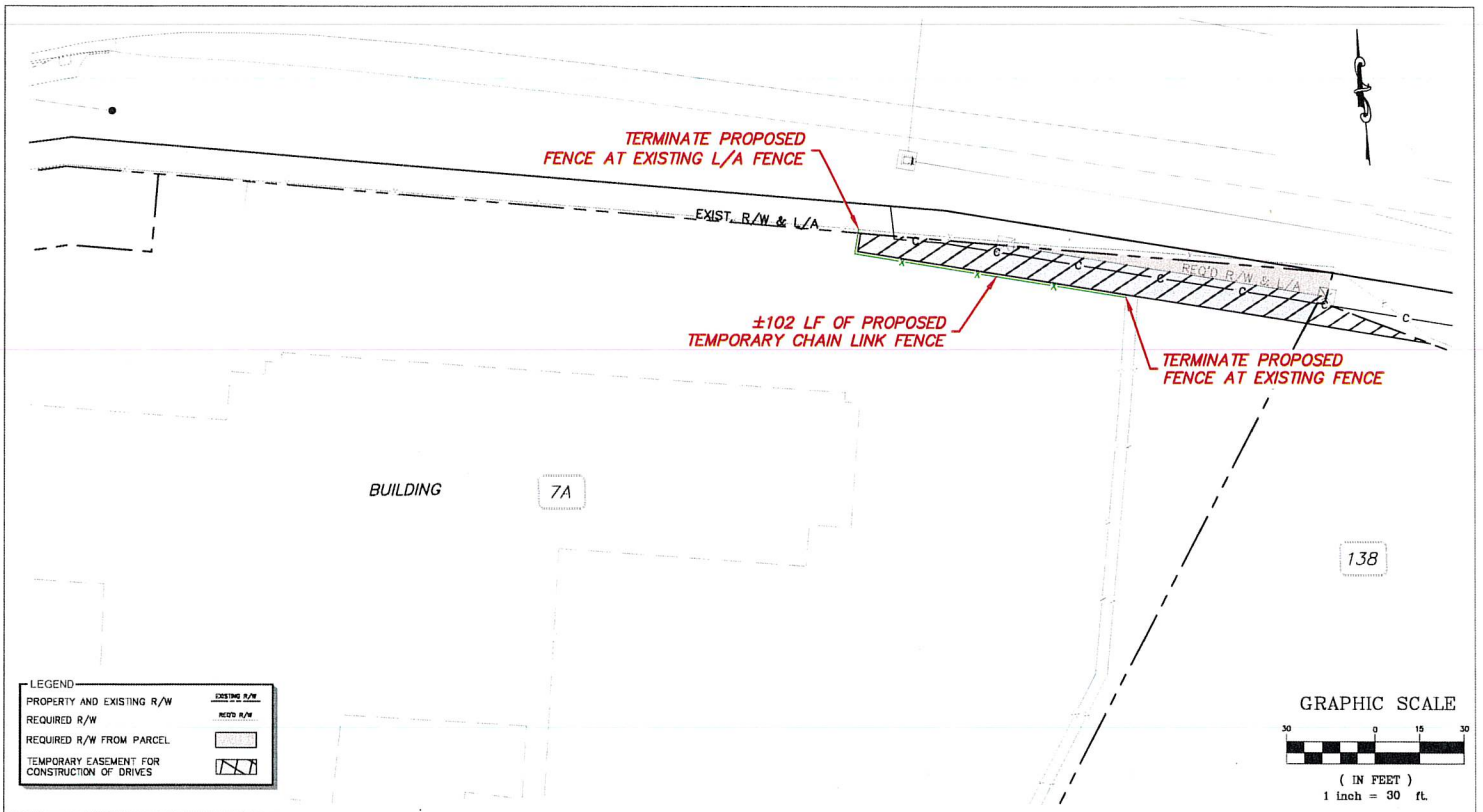 TERMINATE PROPOSED
FENCE AT EXISTING L/A FENCE
EXIST. R/W & L/A
C
C
C
C
C
C
C
REQ'D R/W & L/A
X
X
X
±102 LF OF PROPOSED
TEMPORARY CHAIN LINK FENCE
TERMINATE PROPOSED
FENCE AT EXISTING FENCE
BUILDING
7A
138
LEGEND
PROPERTY AND EXISTING R/W
EXISTING R/W
REQUIRED R/W
REQ'D R/W
REQUIRED R/W FROM PARCEL
TEMPORARY EASEMENT FOR
CONSTRUCTION OF DRIVES
GRAPHIC SCALE
30 0 15 30
( IN FEET )
1 inch = 30 ft.